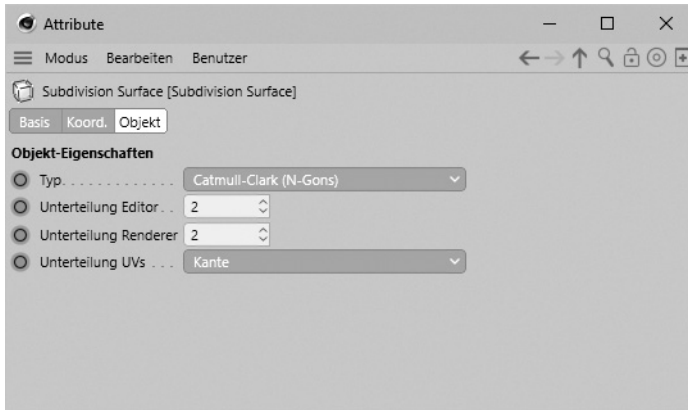 Attribute
Modus Bearbeiten Benutzer
Subdivision Surface [Subdivision Surface]
Basis Koord. Objekt
Objekt-Eigenschaften
Typ. . . . . . . . . . . . . Catmull-Clark (N-Gons)
Unterteilung Editor . . 2
Unterteilung Renderer 2
Unterteilung UVs . . . Kante